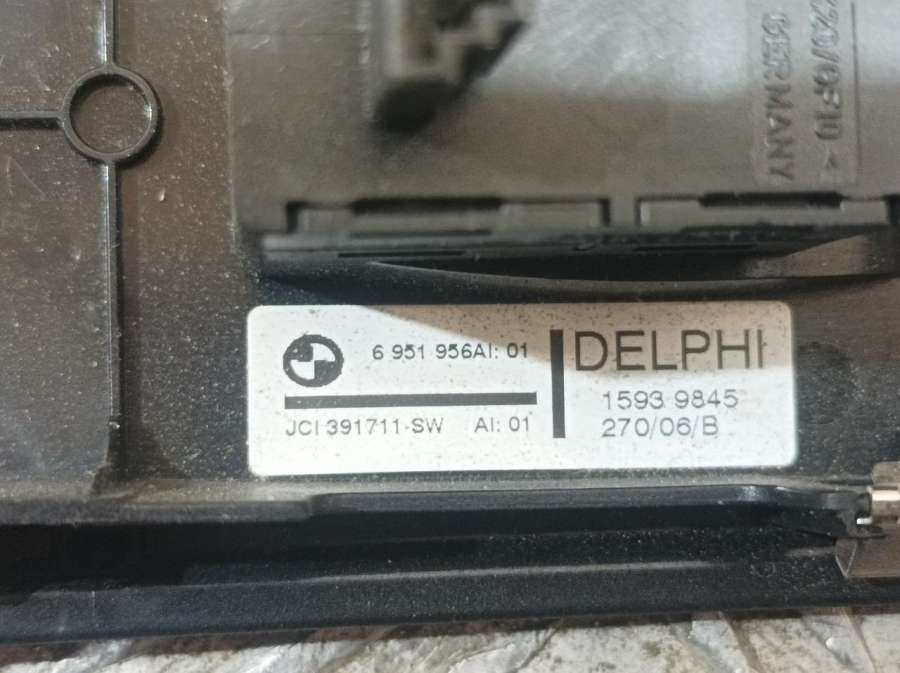 GERMANY
6 951 956AI: 01
JCI 391711-SW AI: 01
DELPHI
1593 9845
270/06/B